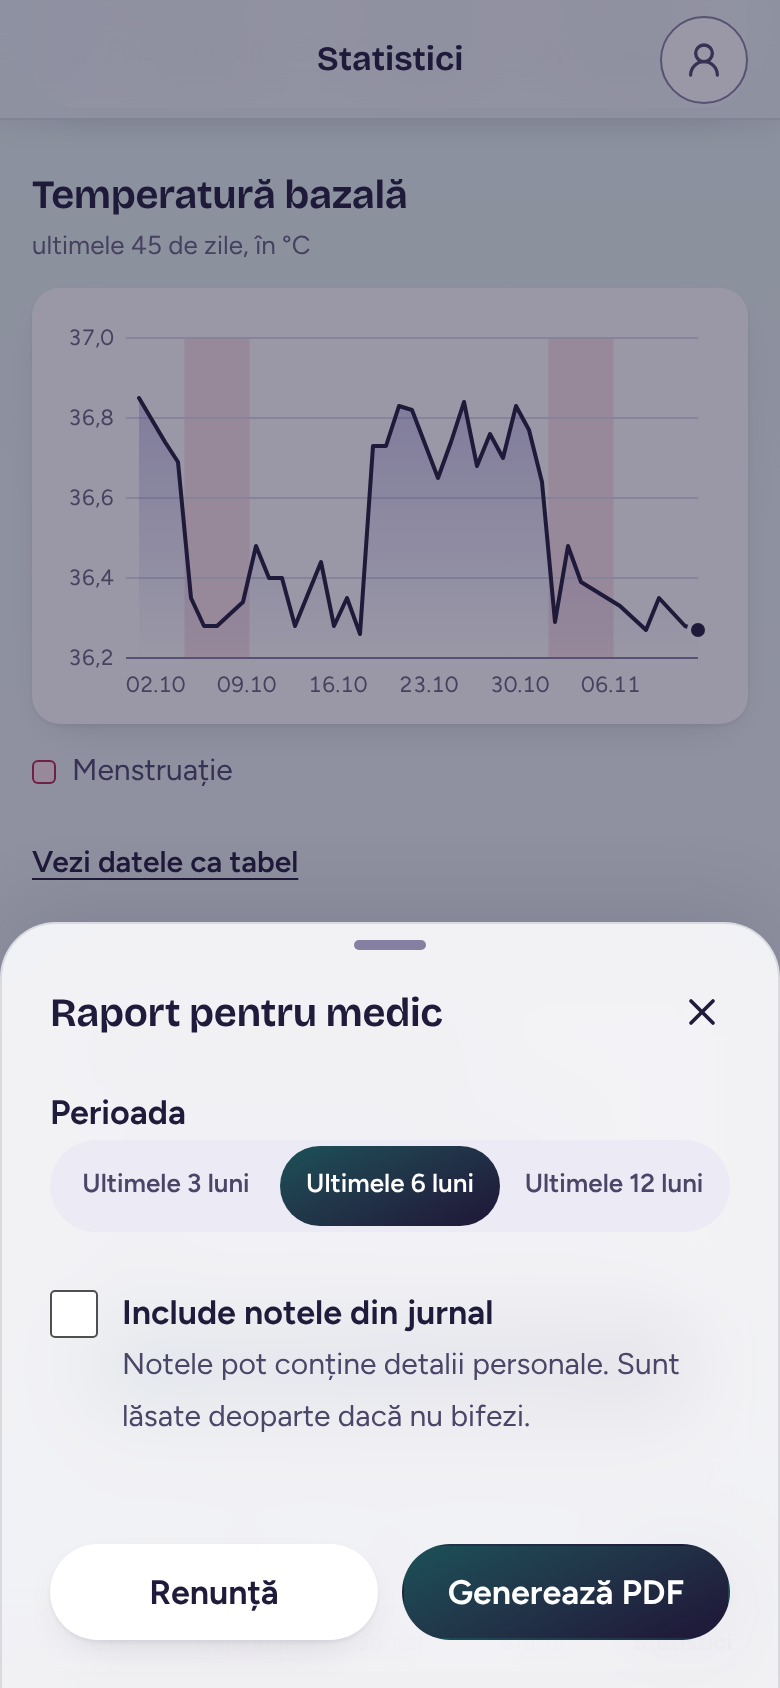 Statistici
Temperatură bazală
ultimele 45 de zile, în °C
37,0
36,8
36,6
36,4
36,2
02.10 09.10 16.10 23.10 30.10 06.11
Menstruație
Vezi datele ca tabel
Raport pentru medic
Perioada
Ultimele 3 luni Ultimele 6 luni Ultimele 12 luni
Include notele din jurnal
Notele pot conține detalii personale. Sunt
lăsate deoparte dacă nu bifezi.
Renunță Generează PDF